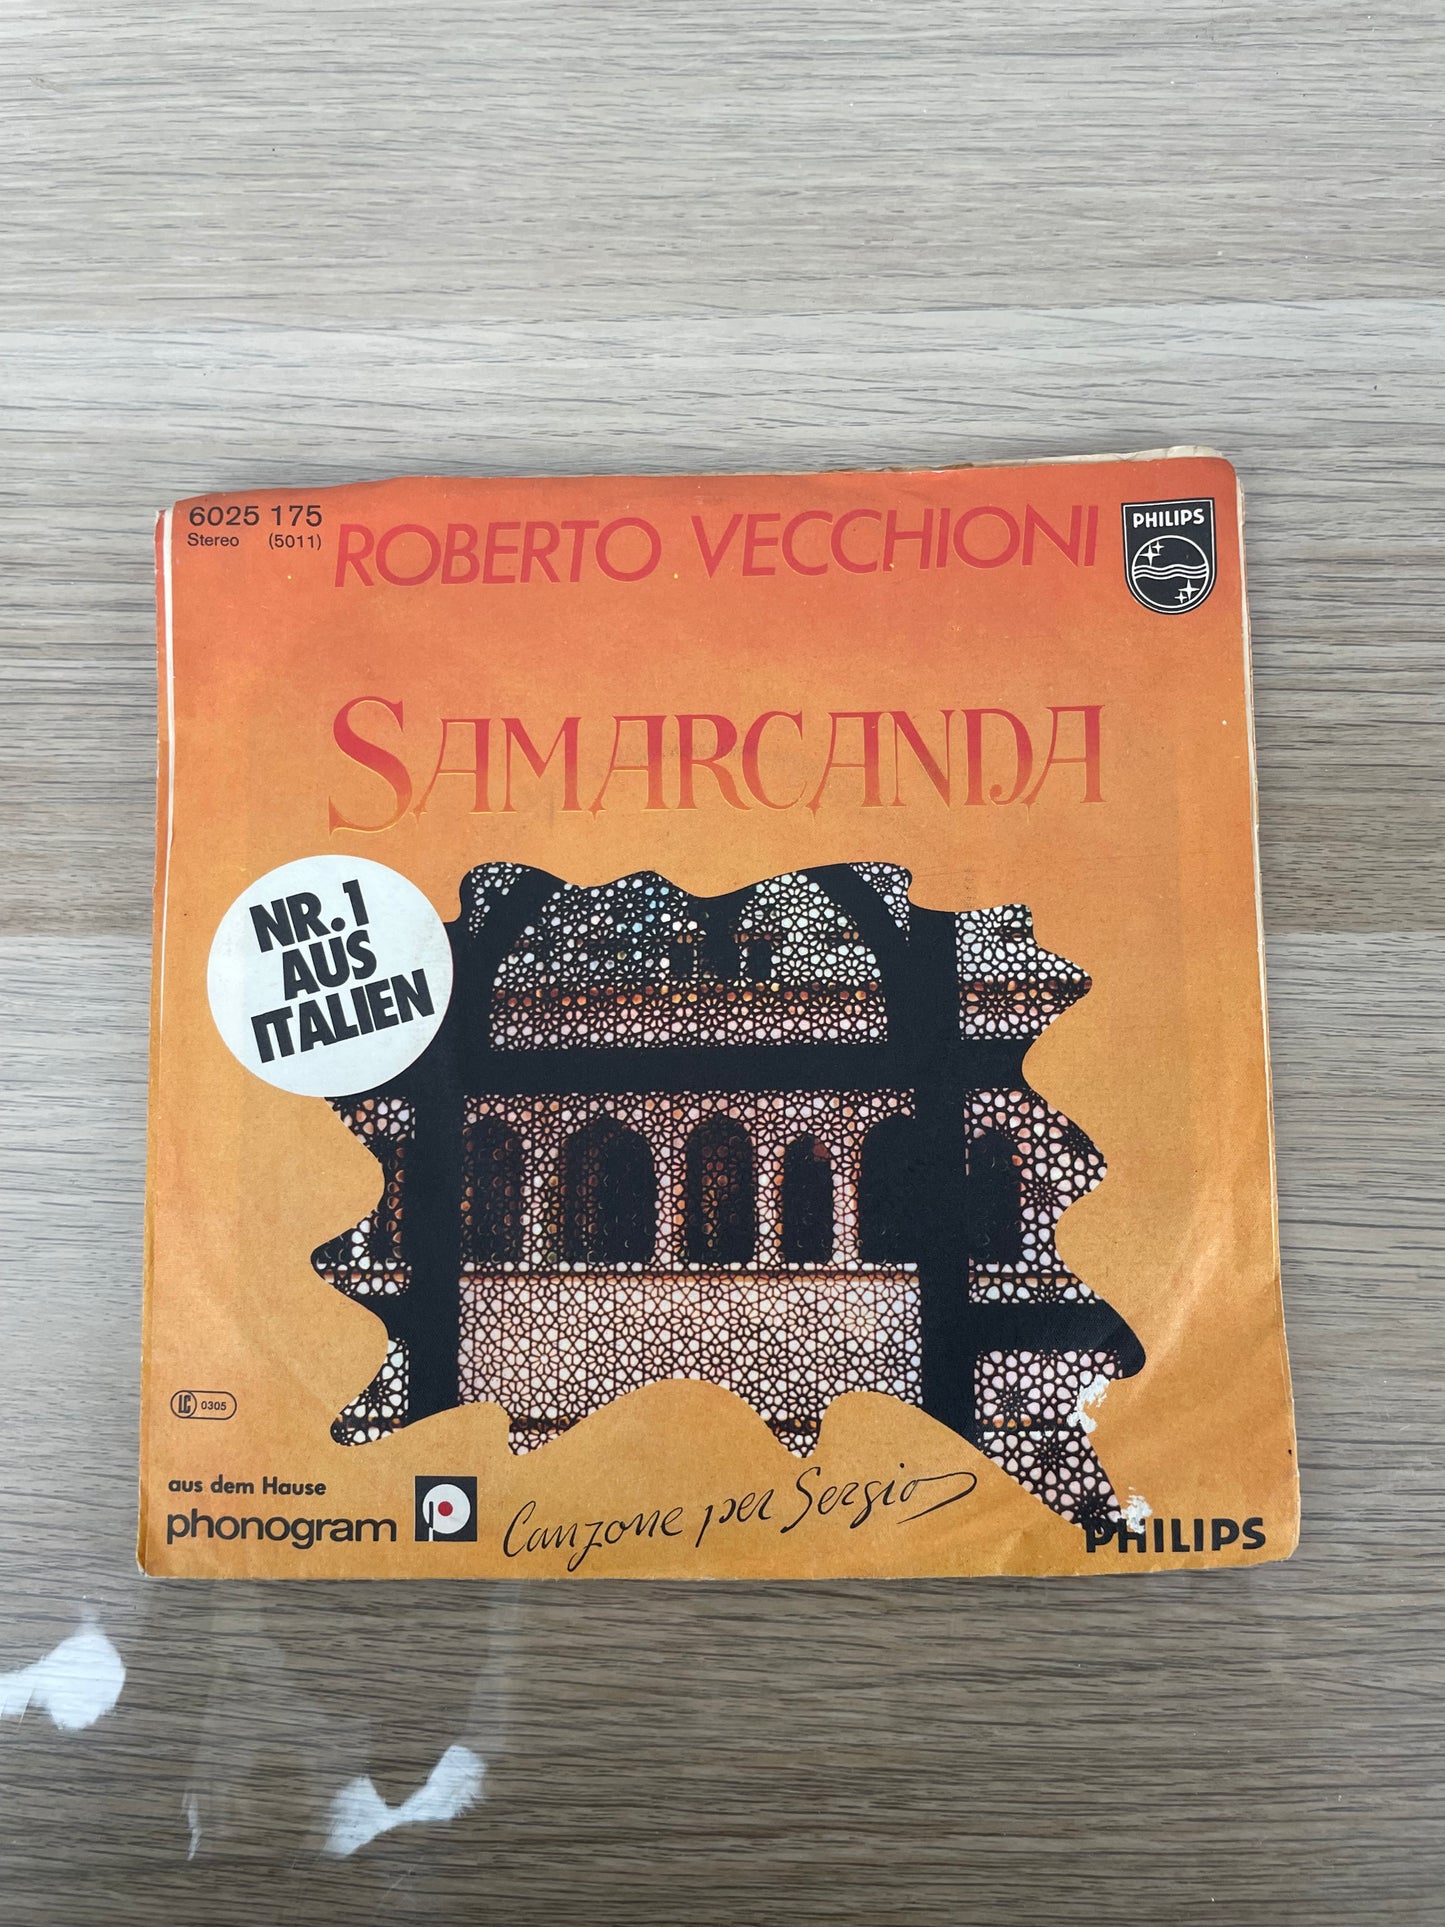 6025 175
Stereo (5011)
ROBERTO VECCHIONI
PHILIPS
SAMARCANDA
NR. 1
AUS
ITALIEN
LC 0305
aus dem Hause
phonogram
Canzone per Sergio
PHILIPS